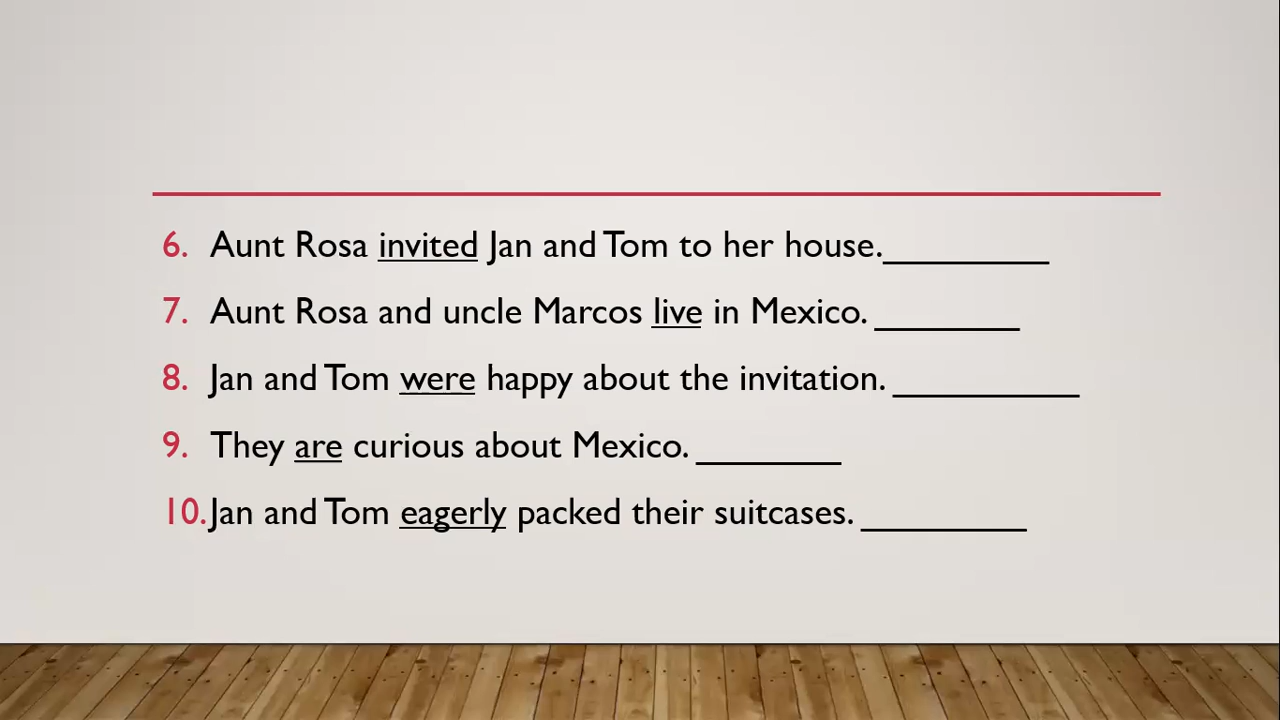 6. Aunt Rosa invited Jan and Tom to her house.__________
7. Aunt Rosa and uncle Marcos live in Mexico. ________
8. Jan and Tom were happy about the invitation. __________
9. They are curious about Mexico. ________
10. Jan and Tom eagerly packed their suitcases. _________